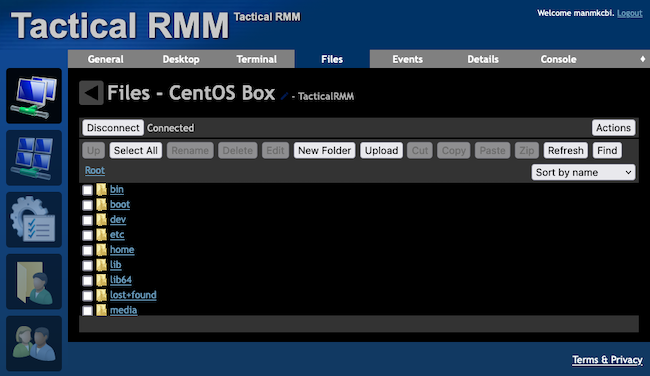 Tactical RMM Tactical RMM
Welcome manmkcbi. Logout
General Desktop Terminal Files Events Details Console
Files - CentOS Box - TacticalRMM
Disconnect Connected Actions
Up Select All Rename Delete Edit New Folder Upload Cut Copy Paste Zip Refresh Find
Root Sort by name
bin
boot
dev
etc
home
lib
lib64
lost+found
media
Terms & Privacy